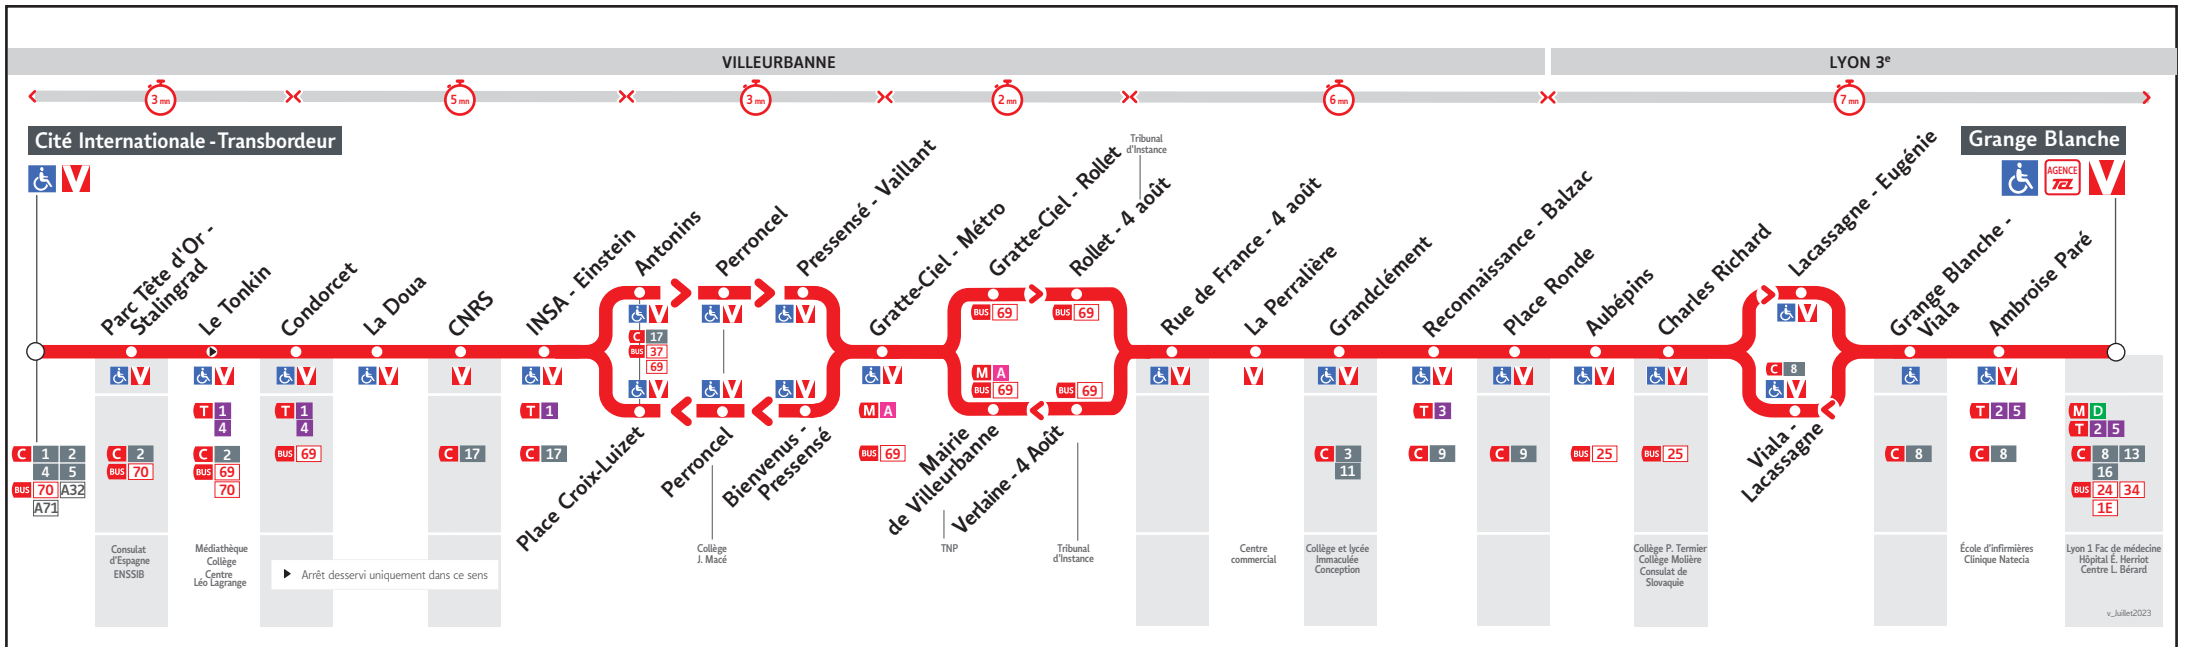 VILLEURBANNE
LYON 3e
3 mn
5 mn
3 mn
2 mn
6 mn
7 mn
Cité Internationale - Transbordeur
Grange Blanche
AGENCE
TCL
Parc Tête d'Or -
Stalingrad
Le Tonkin
Condorcet
La Doua
CNRS
INSA - Einstein
Antonins
Perroncel
Pressensé - Vaillant
Gratte-Ciel - Métro
Gratte-Ciel - Rollet
Rollet - 4 août
Tribunal
d'Instance
Rue de France - 4 août
La Perralière
Grandclément
Reconnaissance - Balzac
Place Ronde
Aubépins
Charles Richard
Lacassagne - Eugénie
Grange Blanche -
Viala
Ambroise Paré
C 17
BUS 37
69
BUS 69
BUS 69
M A
BUS 69
BUS 69
C 8
Place Croix-Luizet
Perroncel
Bienvenus -
Pressensé
Mairie
de Villeurbanne
Verlaine - 4 Août
Viala -
Lacassagne
C 1 2
4 5
BUS 70 A32
A71
C 2
BUS 70
T 1
4
C 2
BUS 69
70
T 1
4
BUS 69
C 17
T 1
C 17
M A
BUS 69
C 3
11
T 3
C 9
C 9
BUS 25
BUS 25
C 8
T 2 5
C 8
M D
T 2 5
C 8 13
16
BUS 24 34
1E
Consulat
d'Espagne
ENSSIB
Médiathèque
Collège
Centre
Léo Lagrange
Arrêt desservi uniquement dans ce sens
Collège
J. Macé
TNP
Tribunal
d'Instance
Centre
commercial
Collège et lycée
Immaculée
Conception
Collège P. Termier
Collège Molière
Consulat de
Slovaquie
École d'infirmières
Clinique Natecia
Lyon 1 Fac de médecine
Hôpital É. Herriot
Centre L. Bérard
v_Juillet2023